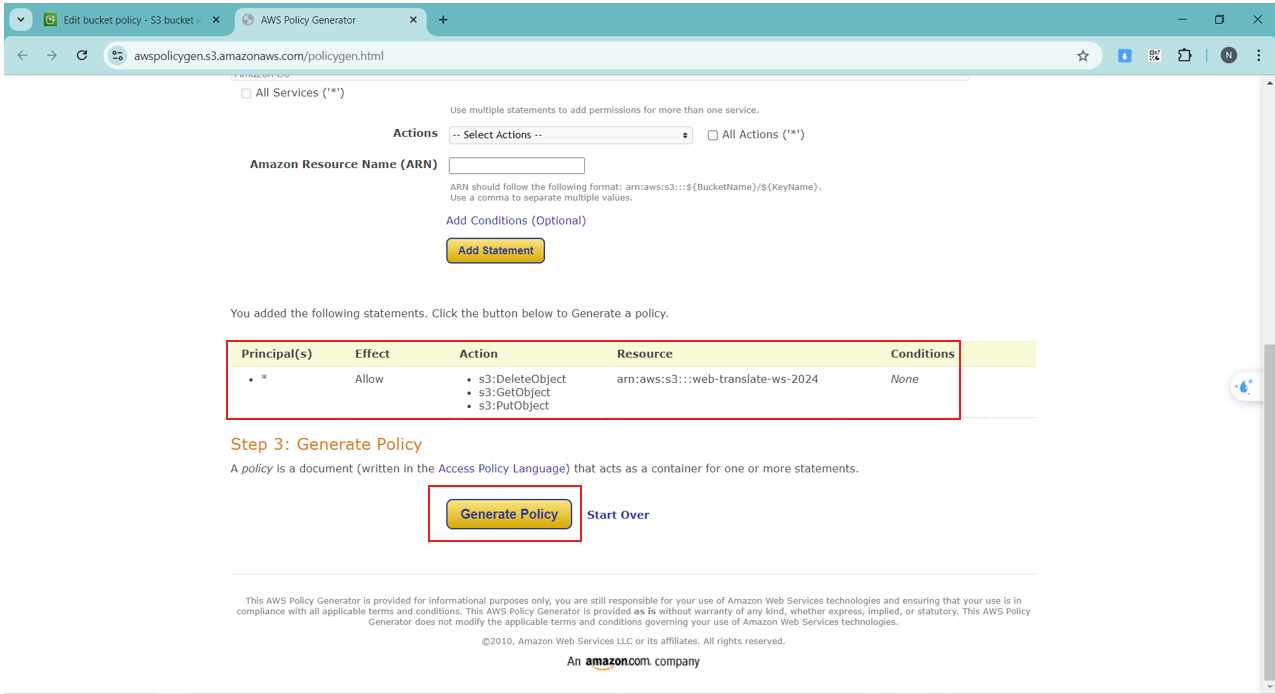 Edit bucket policy - S3 bucket
AWS Policy Generator
awspolicygen.s3.amazonaws.com/policygen.html
N
All Services ('*')
Use multiple statements to add permissions for more than one service.
Actions -- Select Actions -- All Actions ('*')
Amazon Resource Name (ARN)
ARN should follow the following format: arn:aws:s3:::${BucketName}/${KeyName}.
Use a comma to separate multiple values.
Add Conditions (Optional)
Add Statement
You added the following statements. Click the button below to Generate a policy.
Principal(s) Effect Action Resource Conditions
• * Allow • s3:DeleteObject arn:aws:s3:::web-translate-ws-2024 None
• s3:GetObject
• s3:PutObject
Step 3: Generate Policy
A policy is a document (written in the Access Policy Language) that acts as a container for one or more statements.
Generate Policy Start Over
This AWS Policy Generator is provided for informational purposes only, you are still responsible for your use of Amazon Web Services technologies and ensuring that your use is in
compliance with all applicable terms and conditions. This AWS Policy Generator is provided as is without warranty of any kind, whether express, implied, or statutory. This AWS Policy
Generator does not modify the applicable terms and conditions governing your use of Amazon Web Services technologies.
©2010, Amazon Web Services LLC or its affiliates. All rights reserved.
An amazon.com company